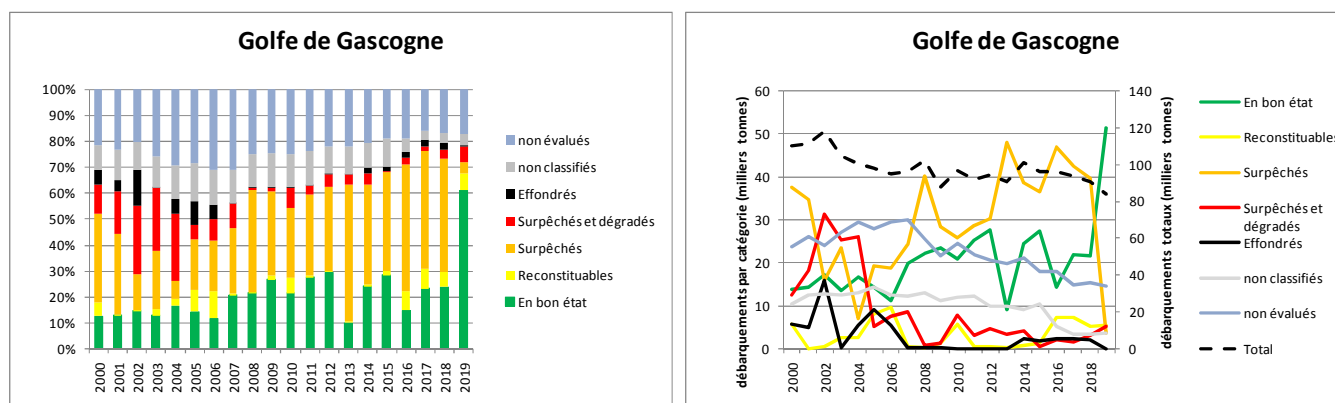 Golfe de Gascogne
100%
90%
80%
70%
60%
50%
40%
30%
20%
10%
0%
2000
2001
2002
2003
2004
2005
2006
2007
2008
2009
2010
2011
2012
2013
2014
2015
2016
2017
2018
2019
non évalués
non classifiés
Effondrés
Surpêchés et dégradés
Surpêchés
Reconstituables
En bon état
Golfe de Gascogne
débarquements par catégorie (milliers tonnes)
60
50
40
30
20
10
0
2000
2002
2004
2006
2008
2010
2012
2014
2016
2018
140
120
100
80
60
40
20
0
débarquements totaux (milliers tonnes)
En bon état
Reconstituables
Surpêchés
Surpêchés et
dégradés
Effondrés
non classifiés
non évalués
Total